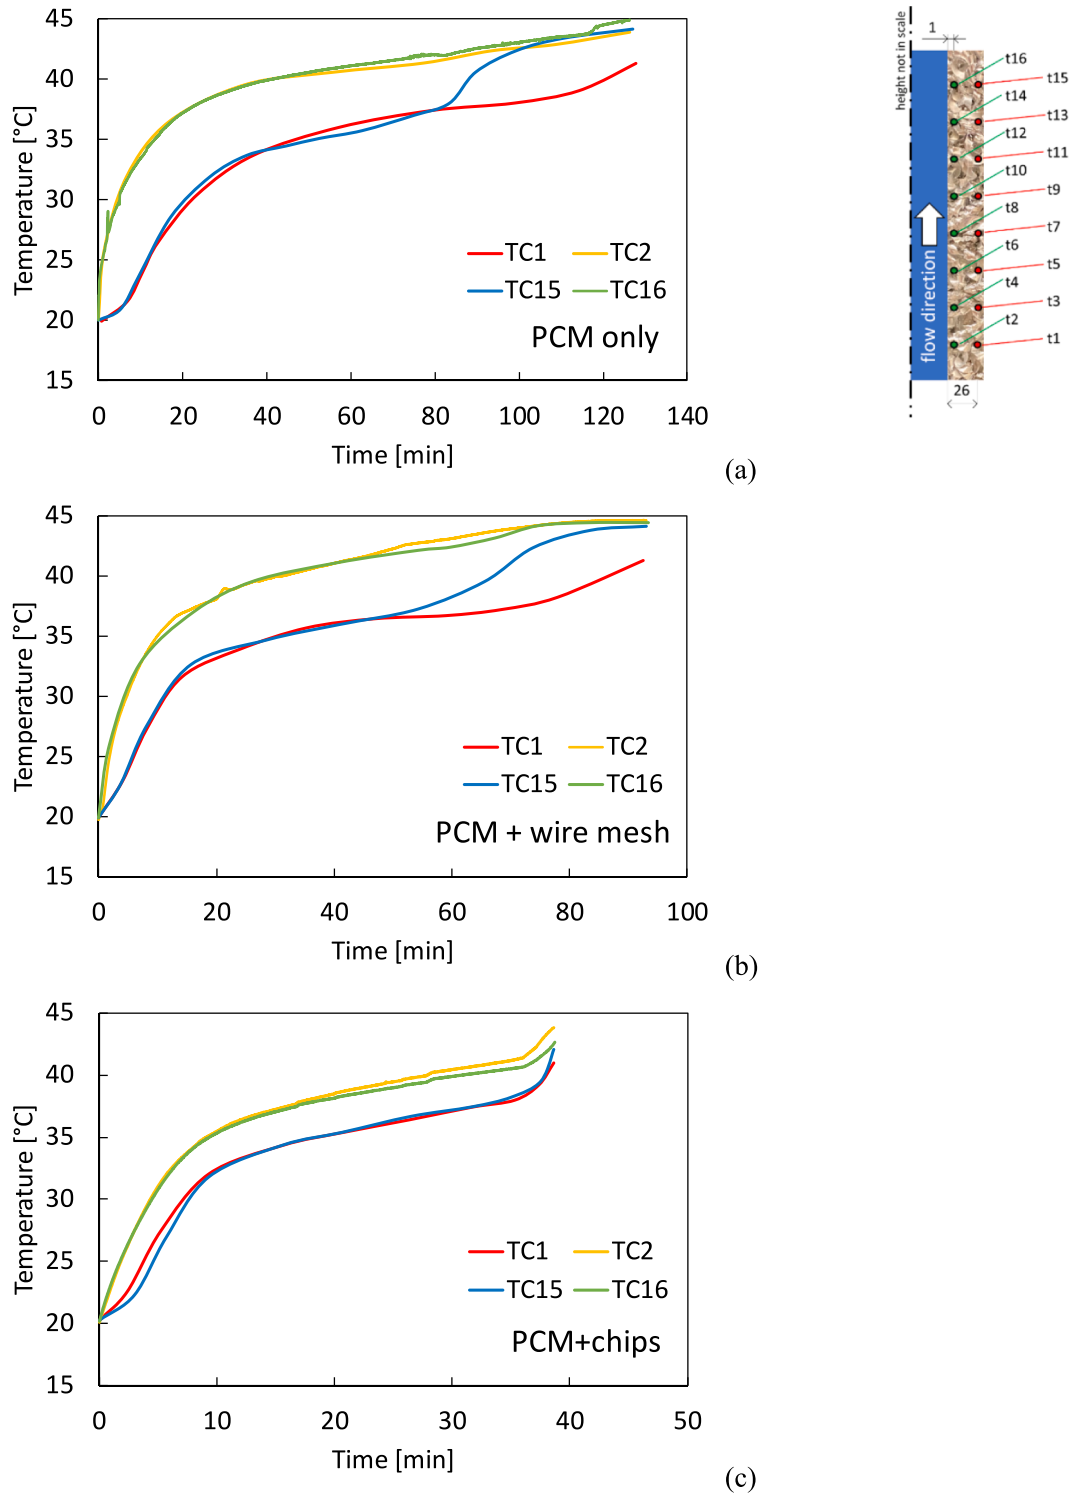 45
40
35
30
25
20
15
Temperature [°C]
0 20 40 60 80 100 120 140
Time [min]
TC1 TC2
TC15 TC16
PCM only
(a)
height not in scale
1
flow direction
t16
t15
t14
t13
t12
t11
t10
t9
t8
t7
t6
t5
t4
t3
t2
t1
26
45
40
35
30
25
20
15
Temperature [°C]
0 20 40 60 80 100
Time [min]
TC1 TC2
TC15 TC16
PCM + wire mesh
(b)
45
40
35
30
25
20
15
Temperature [°C]
0 10 20 30 40 50
Time [min]
TC1 TC2
TC15 TC16
PCM+chips
(c)